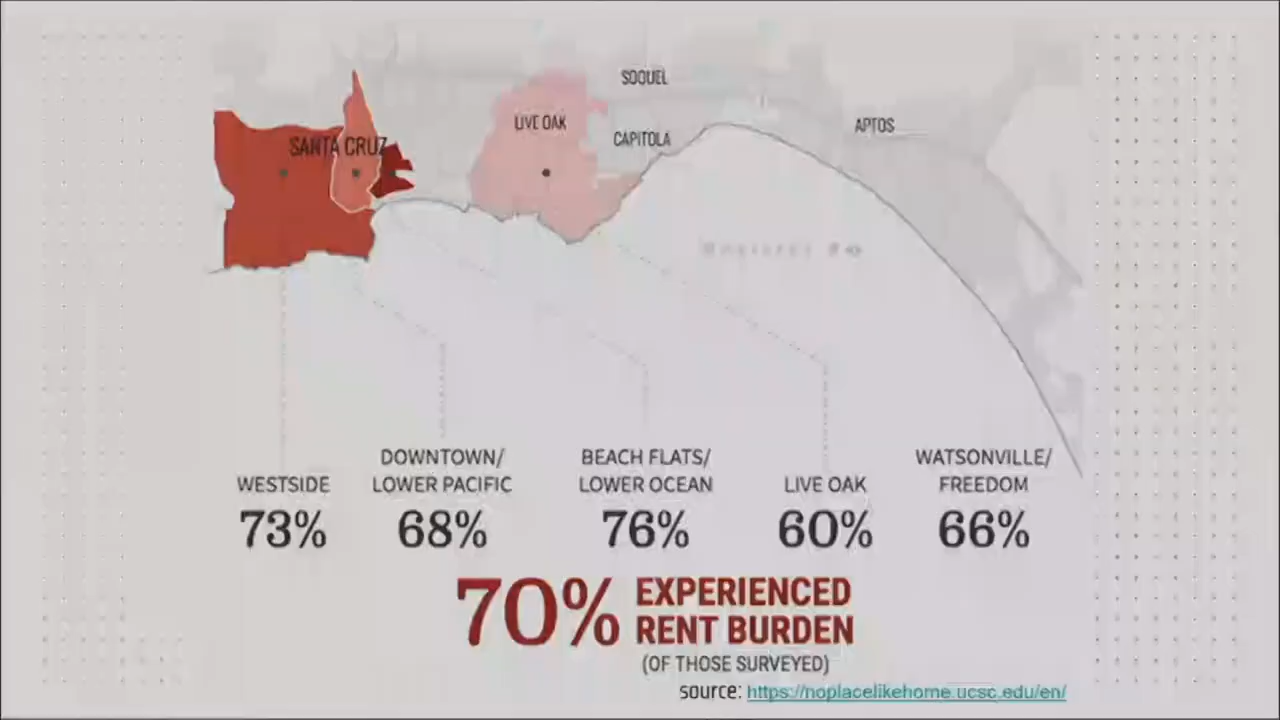 SOQUEL
LIVE OAK
CAPITOLA
APTOS
SANTA CRUZ
WESTSIDE
73%
DOWNTOWN/
LOWER PACIFIC
68%
BEACH FLATS/
LOWER OCEAN
76%
LIVE OAK
60%
WATSONVILLE/
FREEDOM
66%
70% EXPERIENCED
RENT BURDEN
(OF THOSE SURVEYED)
source: https://noplacelikehome.ucsc.edu/en/